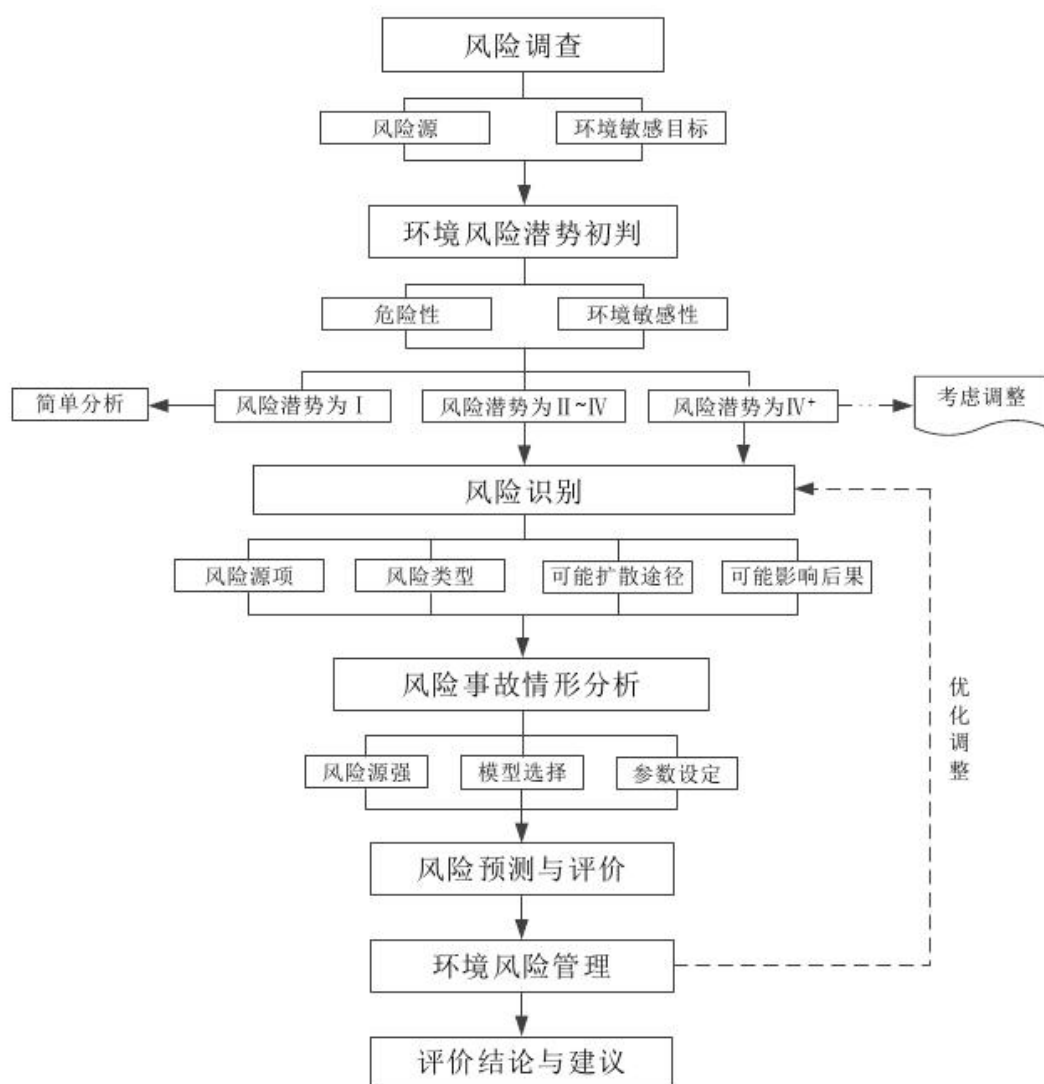 风险调查
风险源
环境敏感目标
环境风险潜势初判
危险性
环境敏感性
简单分析
风险潜势为Ⅰ
风险潜势为Ⅱ~Ⅳ
风险潜势为Ⅳ+
考虑调整
风险识别
风险源项
风险类型
可能扩散途径
可能影响后果
风险事故情形分析
优化调整
风险源强
模型选择
参数设定
风险预测与评价
环境风险管理
评价结论与建议